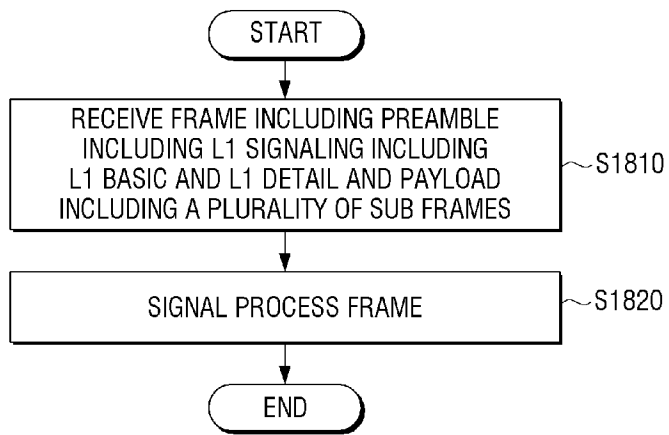 START
RECEIVE FRAME INCLUDING PREAMBLE
INCLUDING L1 SIGNALING INCLUDING
L1 BASIC AND L1 DETAIL AND PAYLOAD
INCLUDING A PLURALITY OF SUB FRAMES
S1810
SIGNAL PROCESS FRAME
S1820
END